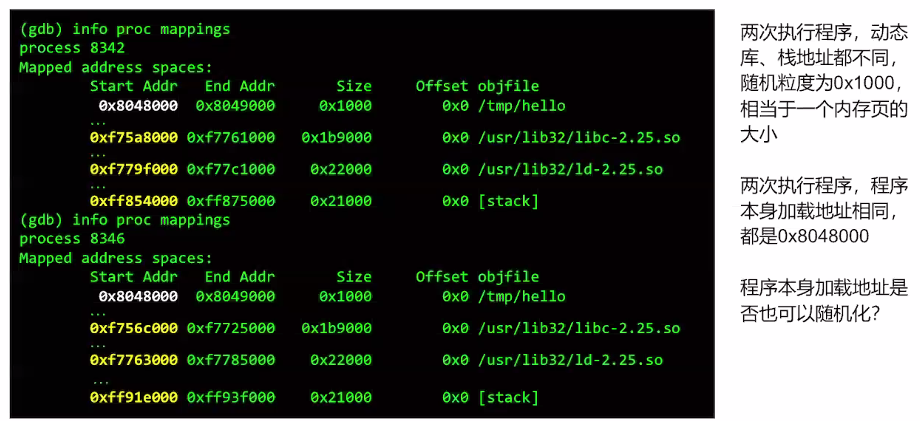 (gdb) info proc mappings
process 8342
Mapped address spaces:
Start Addr End Addr Size Offset objfile
0x8048000 0x8049000 0x1000 0x0 /tmp/hello
...
0xf75a8000 0xf7761000 0x1b9000 0x0 /usr/lib32/libc-2.25.so
...
0xf779f000 0xf77c1000 0x22000 0x0 /usr/lib32/ld-2.25.so
...
0xff854000 0xff875000 0x21000 0x0 [stack]
(gdb) info proc mappings
process 8346
Mapped address spaces:
Start Addr End Addr Size Offset objfile
0x8048000 0x8049000 0x1000 0x0 /tmp/hello
...
0xf756c000 0xf7725000 0x1b9000 0x0 /usr/lib32/libc-2.25.so
...
0xf7763000 0xf7785000 0x22000 0x0 /usr/lib32/ld-2.25.so
...
0xff91e000 0xff93f000 0x21000 0x0 [stack]
两次执行程序，动态
库、栈地址都不同，
随机粒度为0x1000，
相当于一个内存页的
大小
两次执行程序，程序
本身加载地址相同，
都是0x8048000
程序本身加载地址是
否也可以随机化？